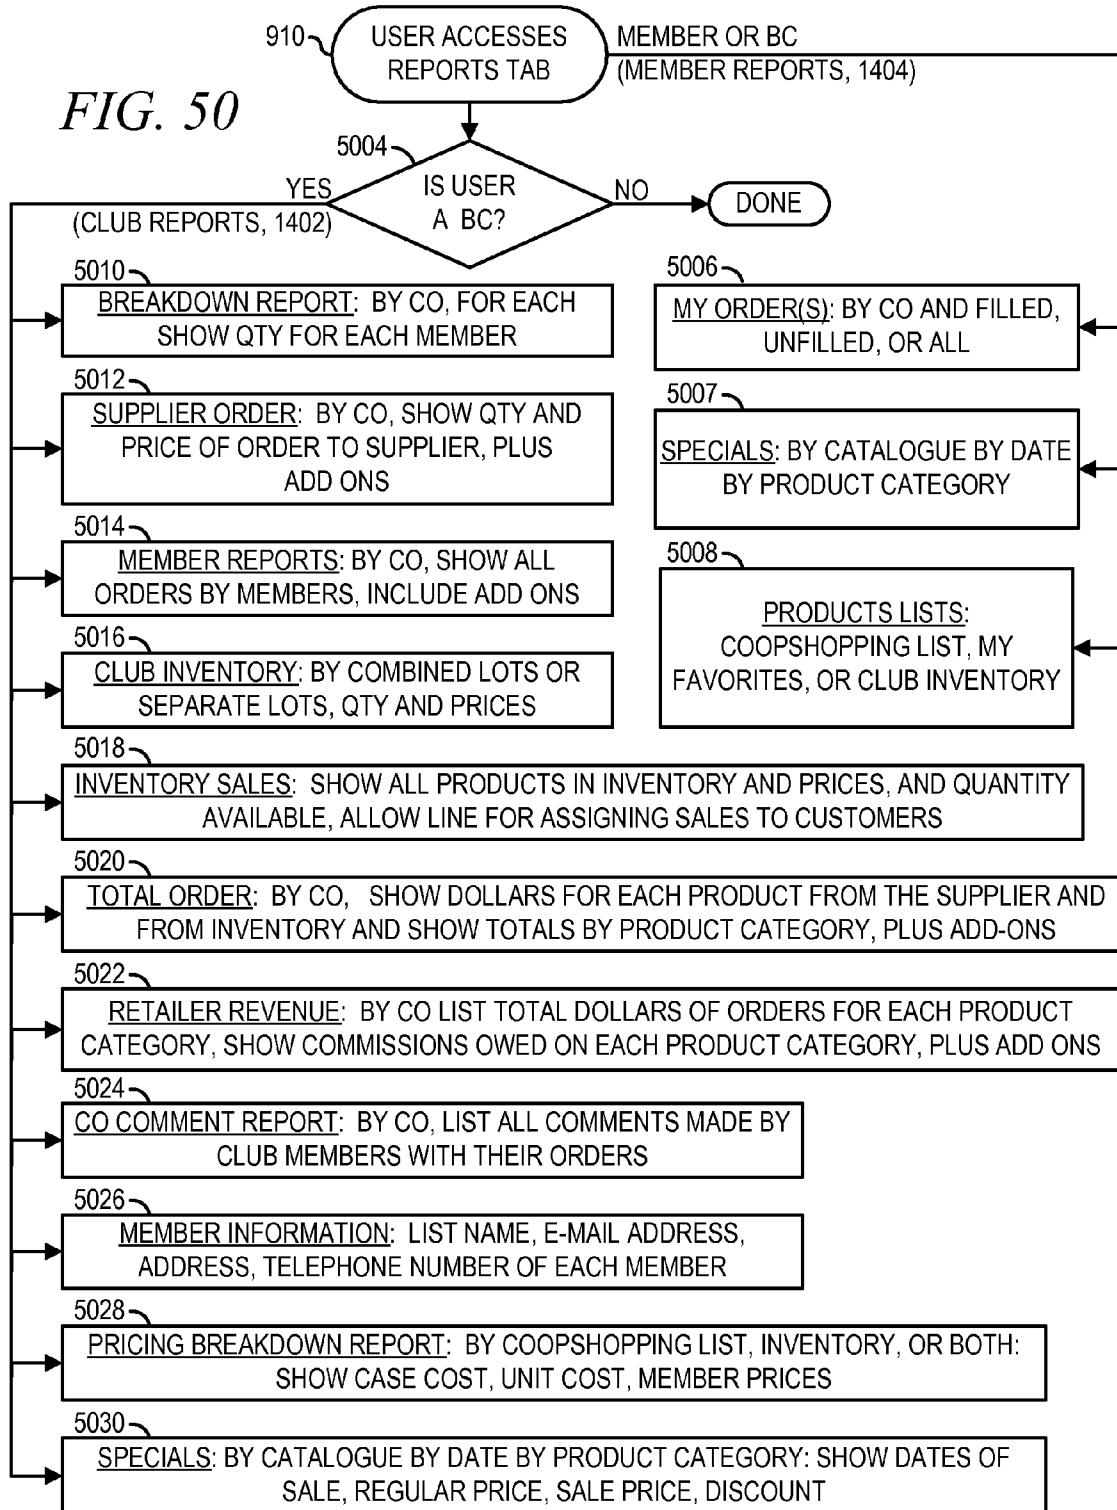 910
USER ACCESSES
REPORTS TAB
MEMBER OR BC
(MEMBER REPORTS, 1404)
FIG. 50
5004
IS USER
A BC?
YES
(CLUB REPORTS, 1402)
NO
DONE
5010
BREAKDOWN REPORT: BY CO, FOR EACH
SHOW QTY FOR EACH MEMBER
5006
MY ORDER(S): BY CO AND FILLED,
UNFILLED, OR ALL
5012
SUPPLIER ORDER: BY CO, SHOW QTY AND
PRICE OF ORDER TO SUPPLIER, PLUS
ADD ONS
5007
SPECIALS: BY CATALOGUE BY DATE
BY PRODUCT CATEGORY
5014
MEMBER REPORTS: BY CO, SHOW ALL
ORDERS BY MEMBERS, INCLUDE ADD ONS
5008
PRODUCTS LISTS:
COOPSHOPPING LIST, MY
FAVORITES, OR CLUB INVENTORY
5016
CLUB INVENTORY: BY COMBINED LOTS OR
SEPARATE LOTS, QTY AND PRICES
5018
INVENTORY SALES: SHOW ALL PRODUCTS IN INVENTORY AND PRICES, AND QUANTITY
AVAILABLE, ALLOW LINE FOR ASSIGNING SALES TO CUSTOMERS
5020
TOTAL ORDER: BY CO, SHOW DOLLARS FOR EACH PRODUCT FROM THE SUPPLIER AND
FROM INVENTORY AND SHOW TOTALS BY PRODUCT CATEGORY, PLUS ADD-ONS
5022
RETAILER REVENUE: BY CO LIST TOTAL DOLLARS OF ORDERS FOR EACH PRODUCT
CATEGORY, SHOW COMMISSIONS OWED ON EACH PRODUCT CATEGORY, PLUS ADD ONS
5024
CO COMMENT REPORT: BY CO, LIST ALL COMMENTS MADE BY
CLUB MEMBERS WITH THEIR ORDERS
5026
MEMBER INFORMATION: LIST NAME, E-MAIL ADDRESS,
ADDRESS, TELEPHONE NUMBER OF EACH MEMBER
5028
PRICING BREAKDOWN REPORT: BY COOPSHOPPING LIST, INVENTORY, OR BOTH:
SHOW CASE COST, UNIT COST, MEMBER PRICES
5030
SPECIALS: BY CATALOGUE BY DATE BY PRODUCT CATEGORY: SHOW DATES OF
SALE, REGULAR PRICE, SALE PRICE, DISCOUNT